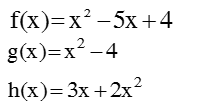 f(x)=x² −5x+4
g(x)=x² −4
h(x)=3x+2x²